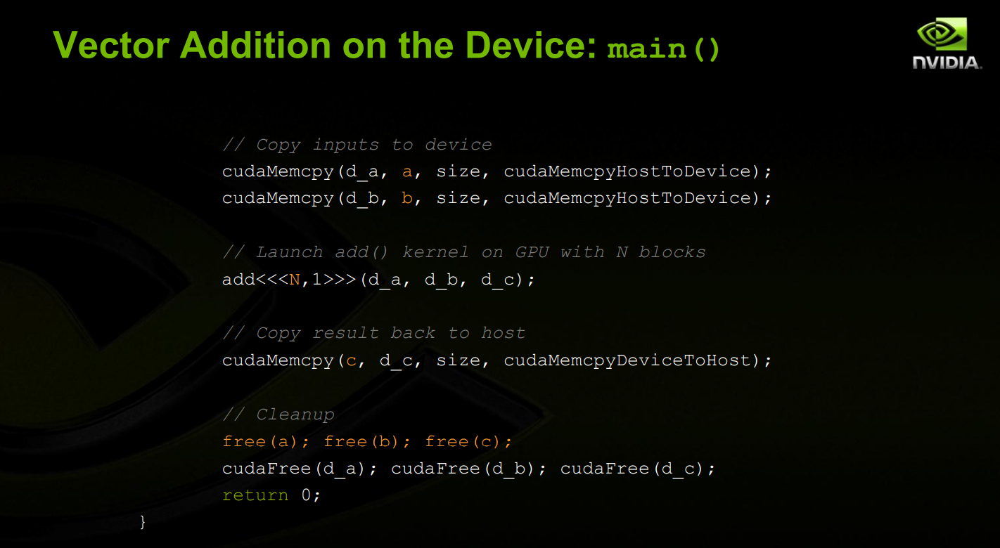 Vector Addition on the Device: main()
NVIDIA.
// Copy inputs to device
cudaMemcpy(d_a, a, size, cudaMemcpyHostToDevice);
cudaMemcpy(d_b, b, size, cudaMemcpyHostToDevice);
// Launch add() kernel on GPU with N blocks
add<<<N,1>>>(d_a, d_b, d_c);
// Copy result back to host
cudaMemcpy(c, d_c, size, cudaMemcpyDeviceToHost);
// Cleanup
free(a); free(b); free(c);
cudaFree(d_a); cudaFree(d_b); cudaFree(d_c);
return 0;
}